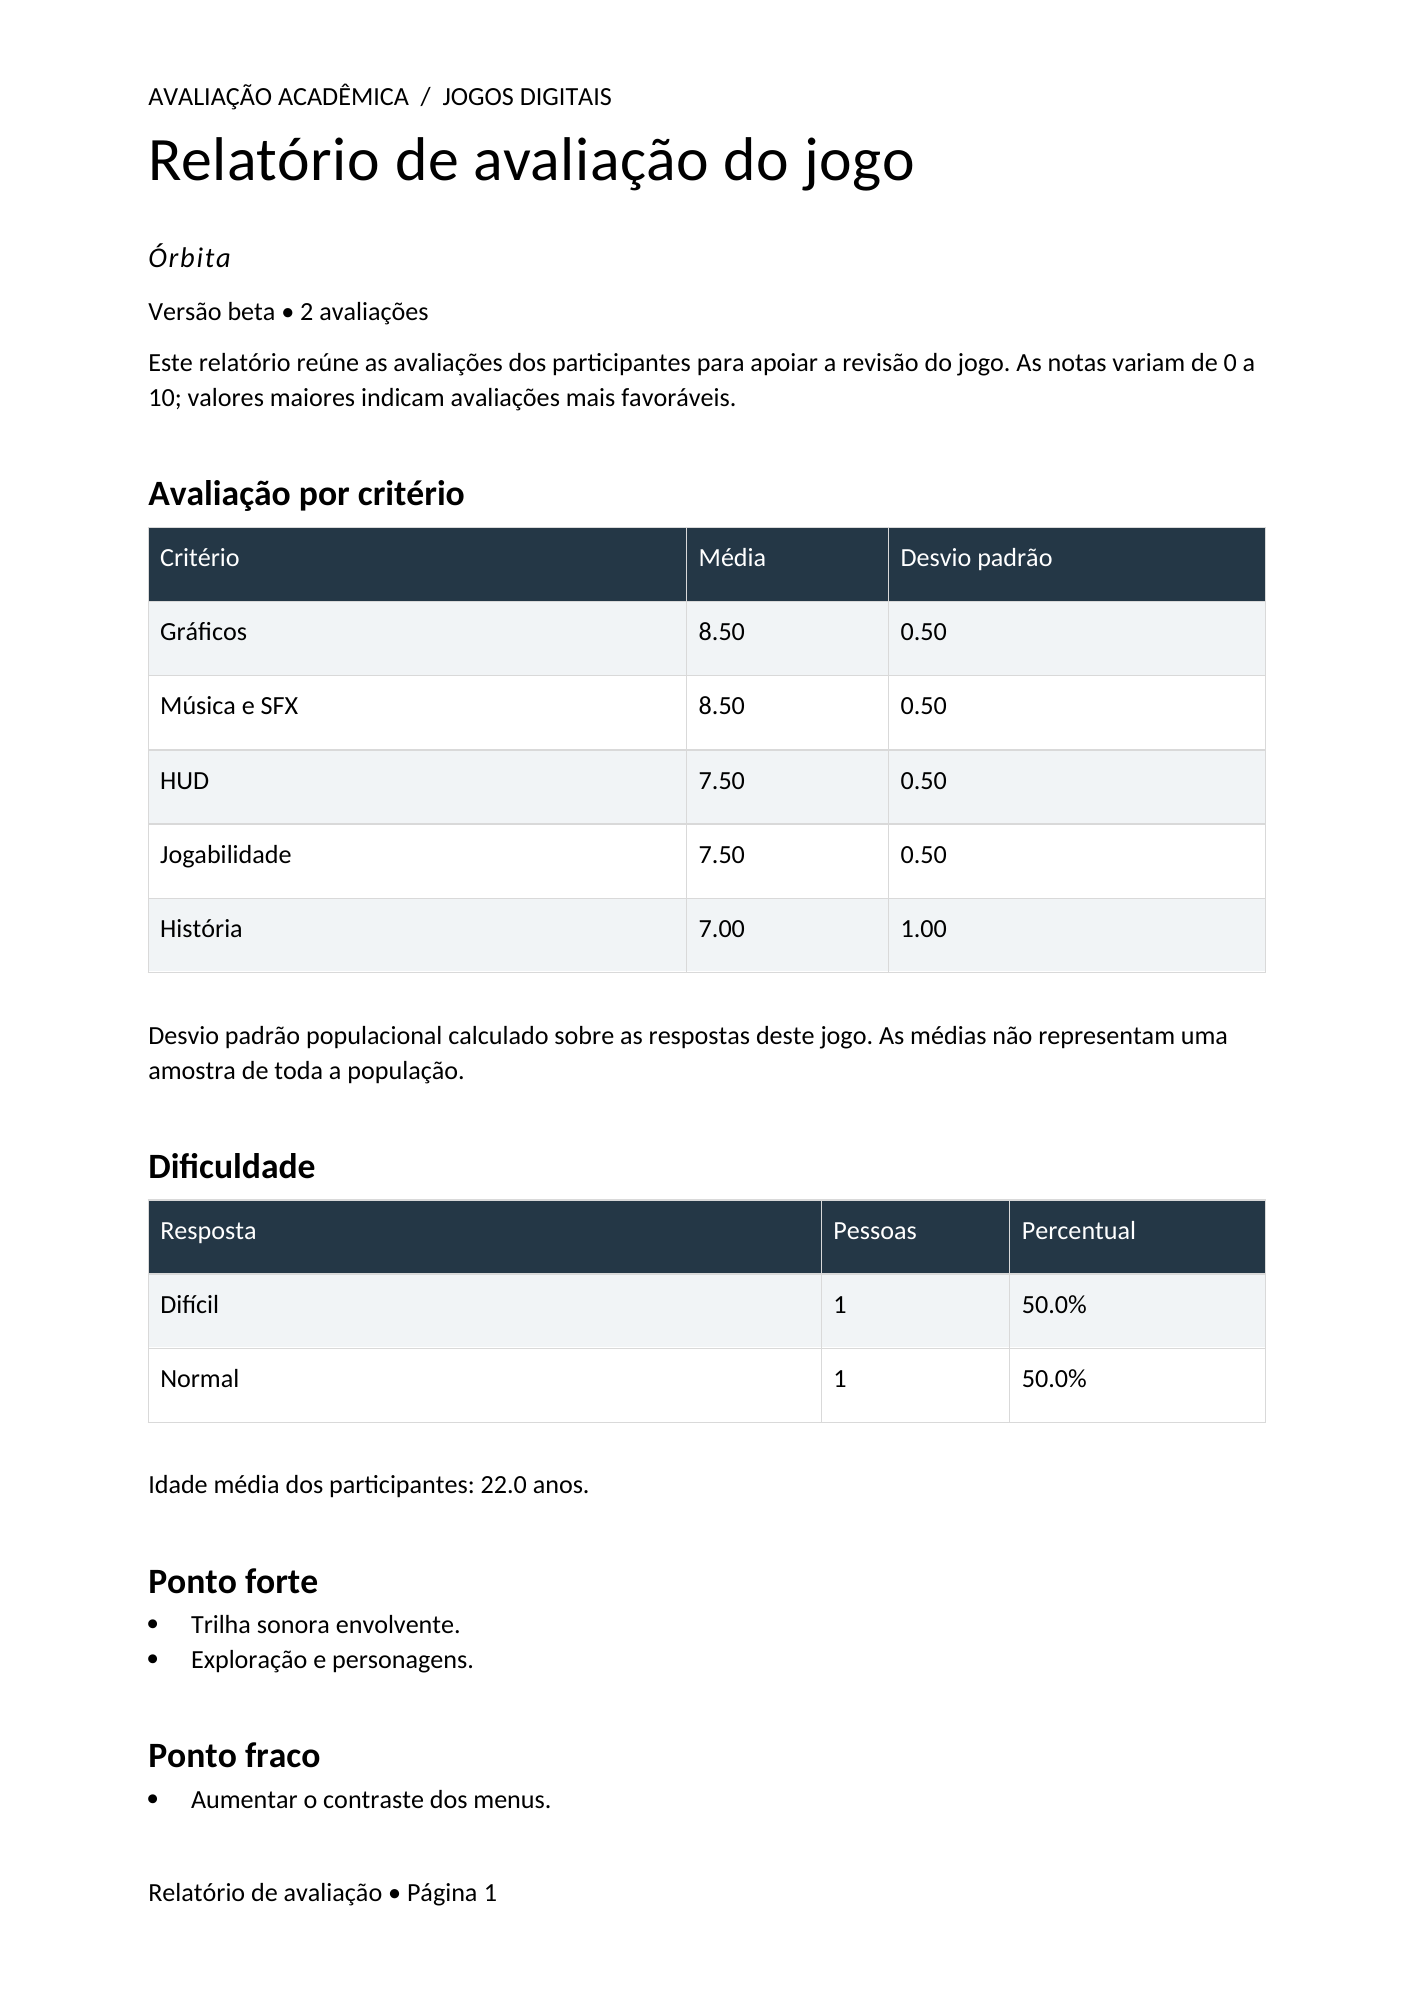 AVALIAÇÃO ACADÊMICA / JOGOS DIGITAIS
Relatório de avaliação do jogo
Órbita
Versão beta • 2 avaliações
Este relatório reúne as avaliações dos participantes para apoiar a revisão do jogo. As notas variam de 0 a
10; valores maiores indicam avaliações mais favoráveis.
Avaliação por critério
Critério Média Desvio padrão
Gráficos 8.50 0.50
Música e SFX 8.50 0.50
HUD 7.50 0.50
Jogabilidade 7.50 0.50
História 7.00 1.00
Desvio padrão populacional calculado sobre as respostas deste jogo. As médias não representam uma
amostra de toda a população.
Dificuldade
Resposta Pessoas Percentual
Difícil 1 50.0%
Normal 1 50.0%
Idade média dos participantes: 22.0 anos.
Ponto forte
• Trilha sonora envolvente.
• Exploração e personagens.
Ponto fraco
• Aumentar o contraste dos menus.
Relatório de avaliação • Página 1